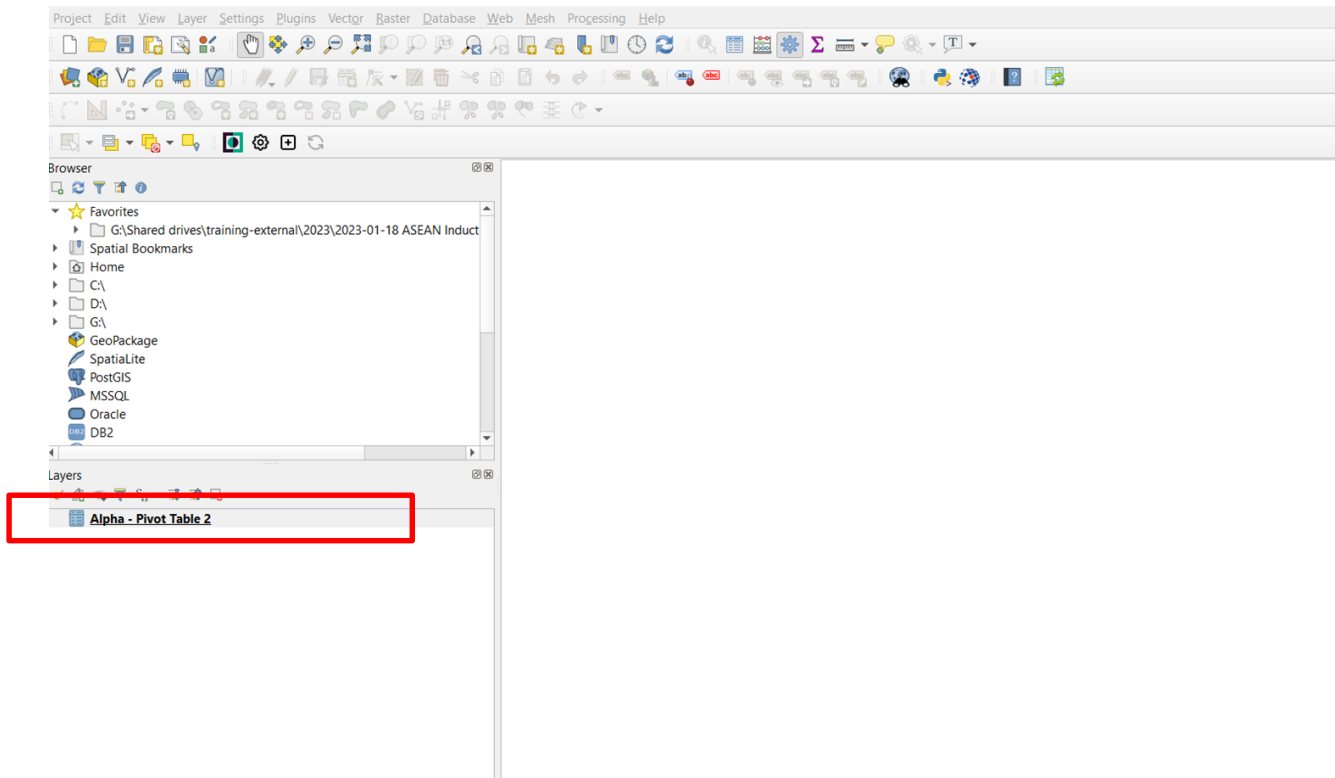 Project Edit View Layer Settings Plugins Vector Raster Database Web Mesh Processing Help
Browser
Favorites
G:\Shared drives\training-external\2023\2023-01-18 ASEAN Induct
Spatial Bookmarks
Home
C:\
D:\
G:\
GeoPackage
SpatiaLite
PostGIS
MSSQL
Oracle
DB2
Layers
Alpha - Pivot Table 2